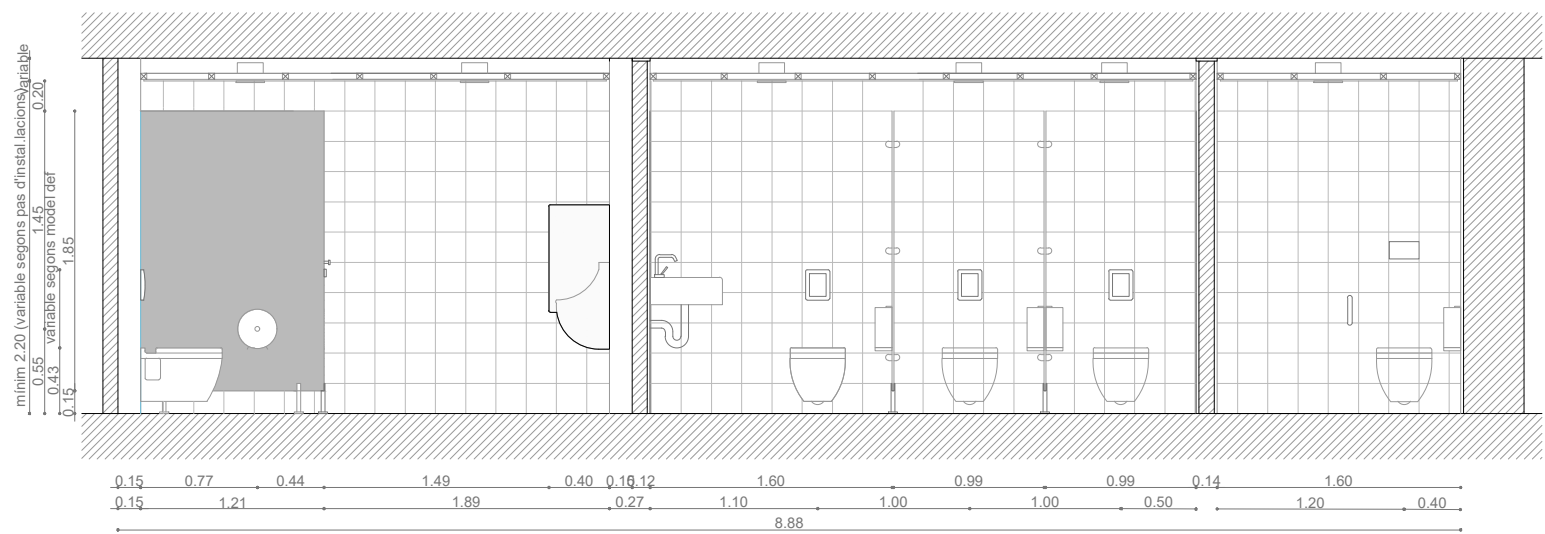 mínim 2.20 (variable segons pas d'instal.lacions)
variable
0.20
1.45
0.55
variable segons model def
0.43
1.85
0.15
0.15 0.77 0.44 1.49 0.40 0.15 0.12 1.60 0.99 0.99 0.14 1.60
0.15 1.21 1.89 0.27 1.10 1.00 1.00 0.50 1.20 0.40
8.88